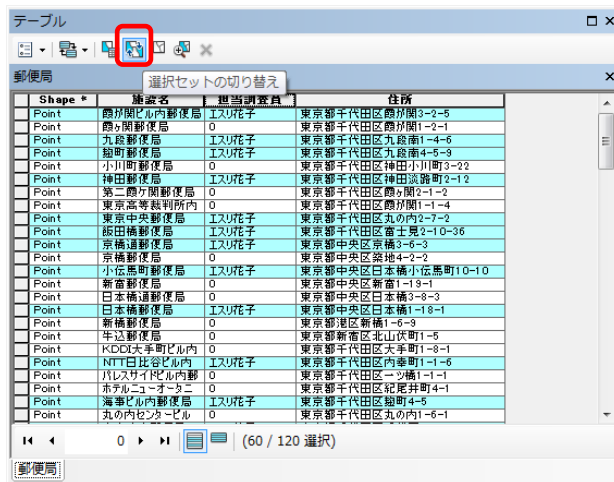 テーブル
選択セットの切り替え
郵便局
Shape * 施設名 担当調査員 住所
Point 霞が関ビル内郵便局 エスリ花子 東京都千代田区霞が関3-2-5
Point 霞ヶ関郵便局 0 東京都千代田区霞が関1-2-1
Point 九段郵便局 エスリ花子 東京都千代田区九段南1-4-6
Point 麹町郵便局 エスリ花子 東京都千代田区九段南4-5-9
Point 小川町郵便局 0 東京都千代田区神田小川町3-22
Point 神田郵便局 エスリ花子 東京都千代田区神田淡路町2-12
Point 第二霞ケ関郵便局 0 東京都千代田区霞ヶ関2-1-2
Point 東京高等裁判所内 0 東京都千代田区霞が関1-1-4
Point 東京中央郵便局 エスリ花子 東京都千代田区丸の内2-7-2
Point 飯田橋郵便局 エスリ花子 東京都千代田区富士見2-10-36
Point 京橋通郵便局 エスリ花子 東京都中央区京橋3-6-3
Point 京橋郵便局 0 東京都中央区築地4-2-2
Point 小伝馬町郵便局 エスリ花子 東京都中央区日本橋小伝馬町10-10
Point 新富郵便局 0 東京都中央区新富1-19-1
Point 日本橋通郵便局 0 東京都中央区日本橋3-8-3
Point 日本橋郵便局 エスリ花子 東京都中央区日本橋1-18-1
Point 新橋郵便局 0 東京都港区新橋1-6-9
Point 牛込郵便局 0 東京都新宿区北山伏町1-5
Point KDDI大手町ビル内 0 東京都千代田区大手町1-8-1
Point NTT日比谷ビル内 エスリ花子 東京都千代田区内幸町1-1-6
Point パレスサイドビル内郵 0 東京都千代田区一ツ橋1-1-1
Point ホテルニューオータニ 0 東京都千代田区紀尾井町4-1
Point 海事ビル内郵便局 エスリ花子 東京都千代田区麹町4-5
Point 丸の内センタービル 0 東京都千代田区丸の内1-6-1
0 (60 / 120 選択)
郵便局